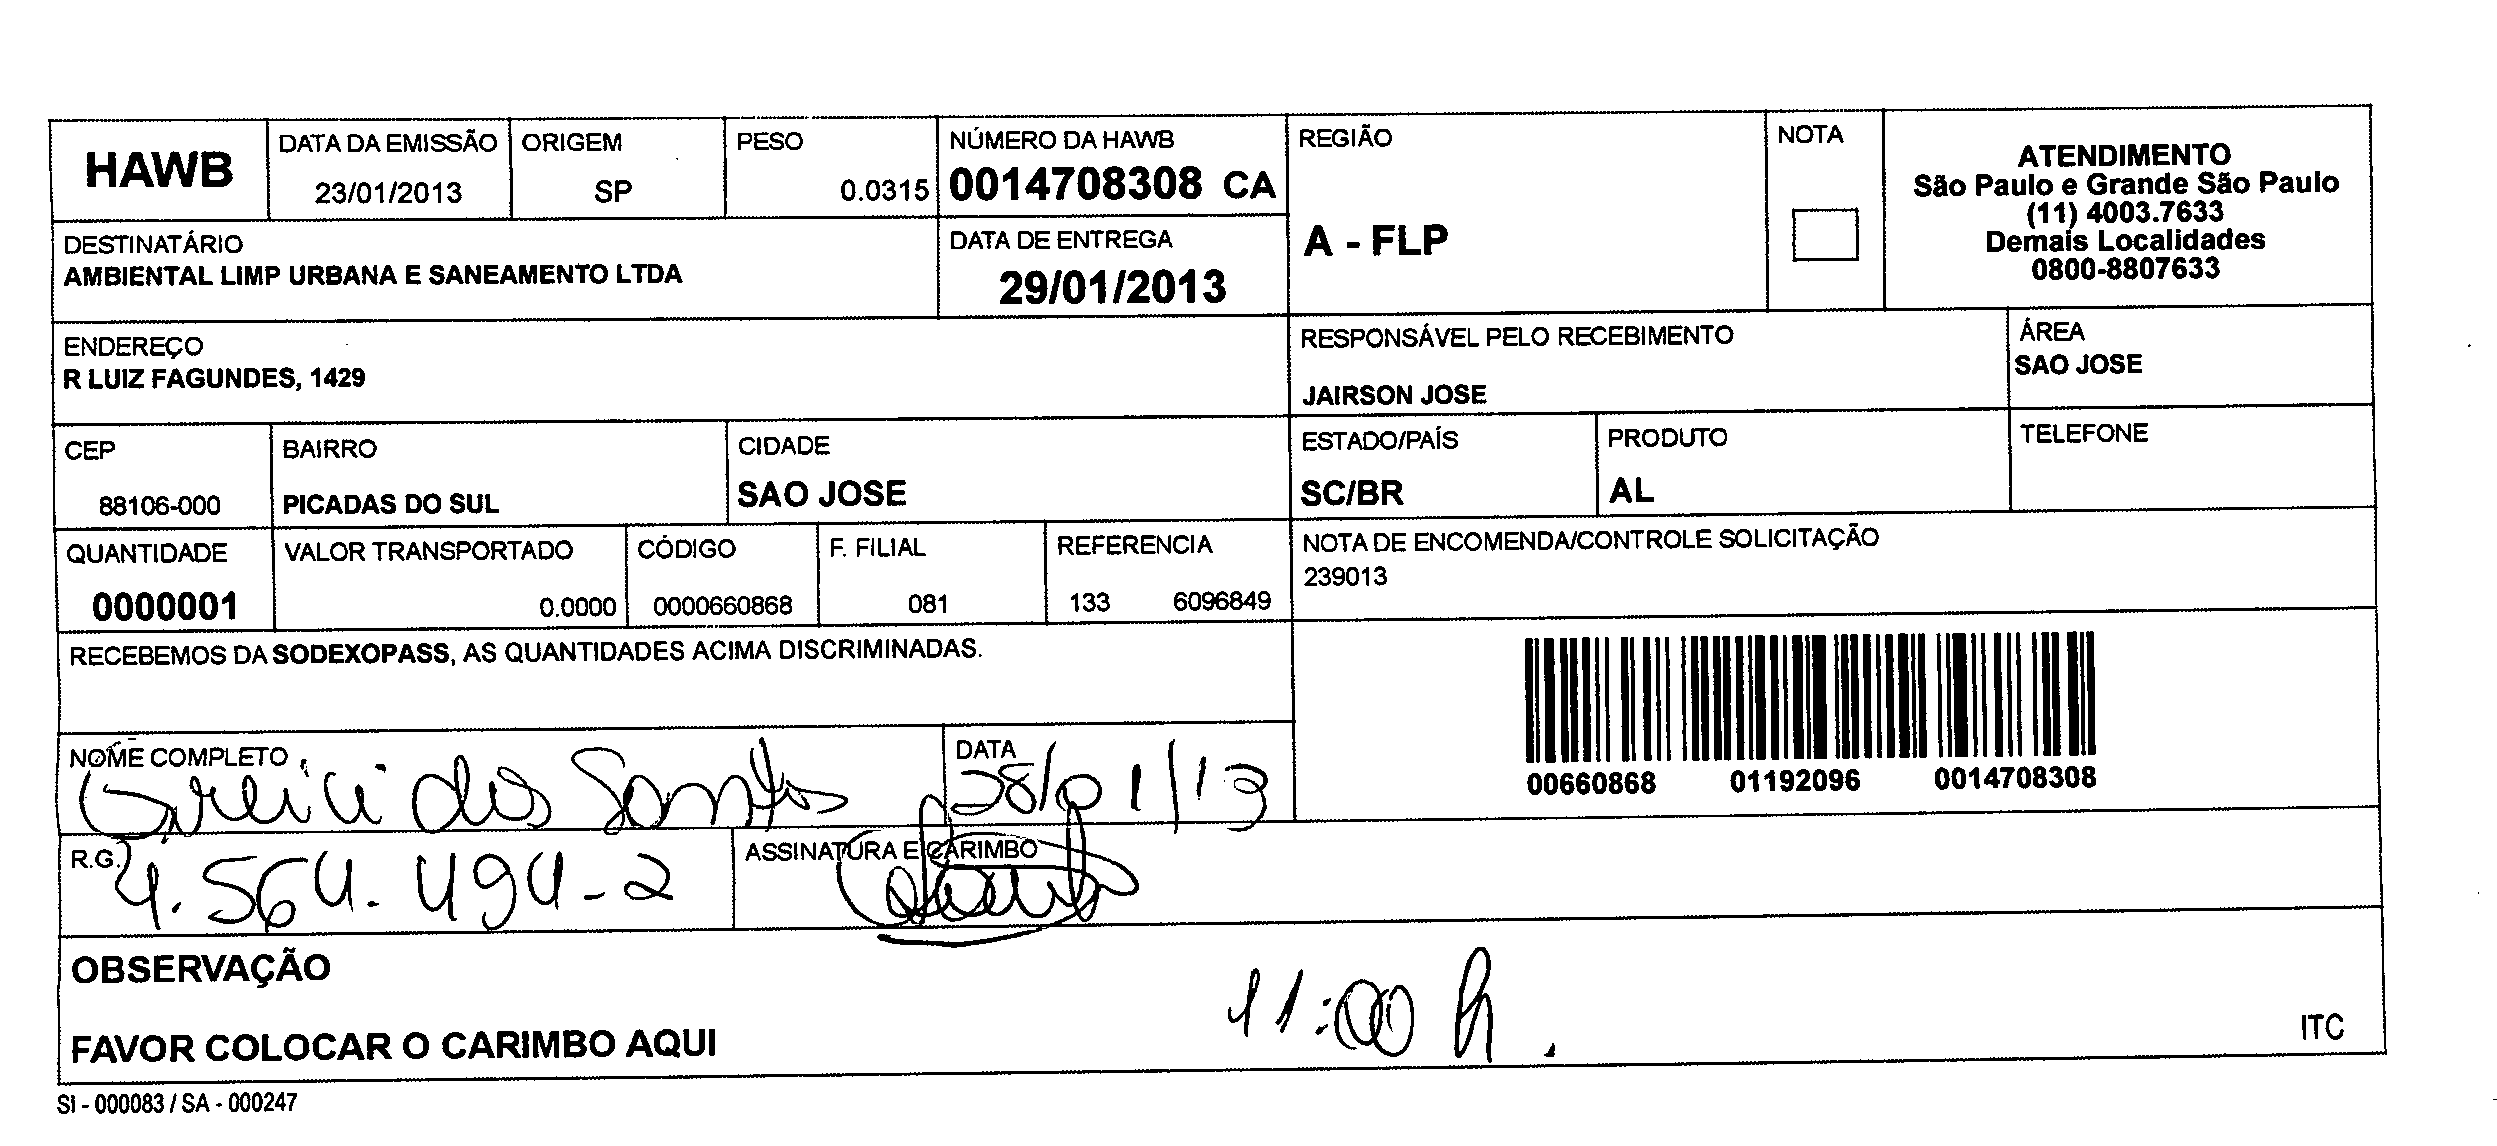 HAWB
DATA DA EMISSÃO
23/01/2013
ORIGEM
SP
PESO
0.0315
NÚMERO DA HAWB
0014708308 CA
REGIÃO
A - FLP
NOTA
ATENDIMENTO
São Paulo e Grande São Paulo
(11) 4003.7633
Demais Localidades
0800-8807633
DESTINATÁRIO
AMBIENTAL LIMP URBANA E SANEAMENTO LTDA
DATA DE ENTREGA
29/01/2013
ENDEREÇO
R LUIZ FAGUNDES, 1429
RESPONSÁVEL PELO RECEBIMENTO
JAIRSON JOSE
ÁREA
SAO JOSE
CEP
88106-000
BAIRRO
PICADAS DO SUL
CIDADE
SAO JOSE
ESTADO/PAÍS
SC/BR
PRODUTO
AL
TELEFONE
QUANTIDADE
0000001
VALOR TRANSPORTADO
0.0000
CÓDIGO
0000660868
F. FILIAL
081
REFERENCIA
133 6096849
NOTA DE ENCOMENDA/CONTROLE SOLICITAÇÃO
239013
RECEBEMOS DA SODEXOPASS, AS QUANTIDADES ACIMA DISCRIMINADAS.
00660868 01192096 0014708308
NOME COMPLETO
dos Santos
DATA
28/01/13
R.G.
4.564.494-2
ASSINATURA E CARIMBO
OBSERVAÇÃO
11:00 h.
FAVOR COLOCAR O CARIMBO AQUI
ITC
SI - 000083 / SA - 000247